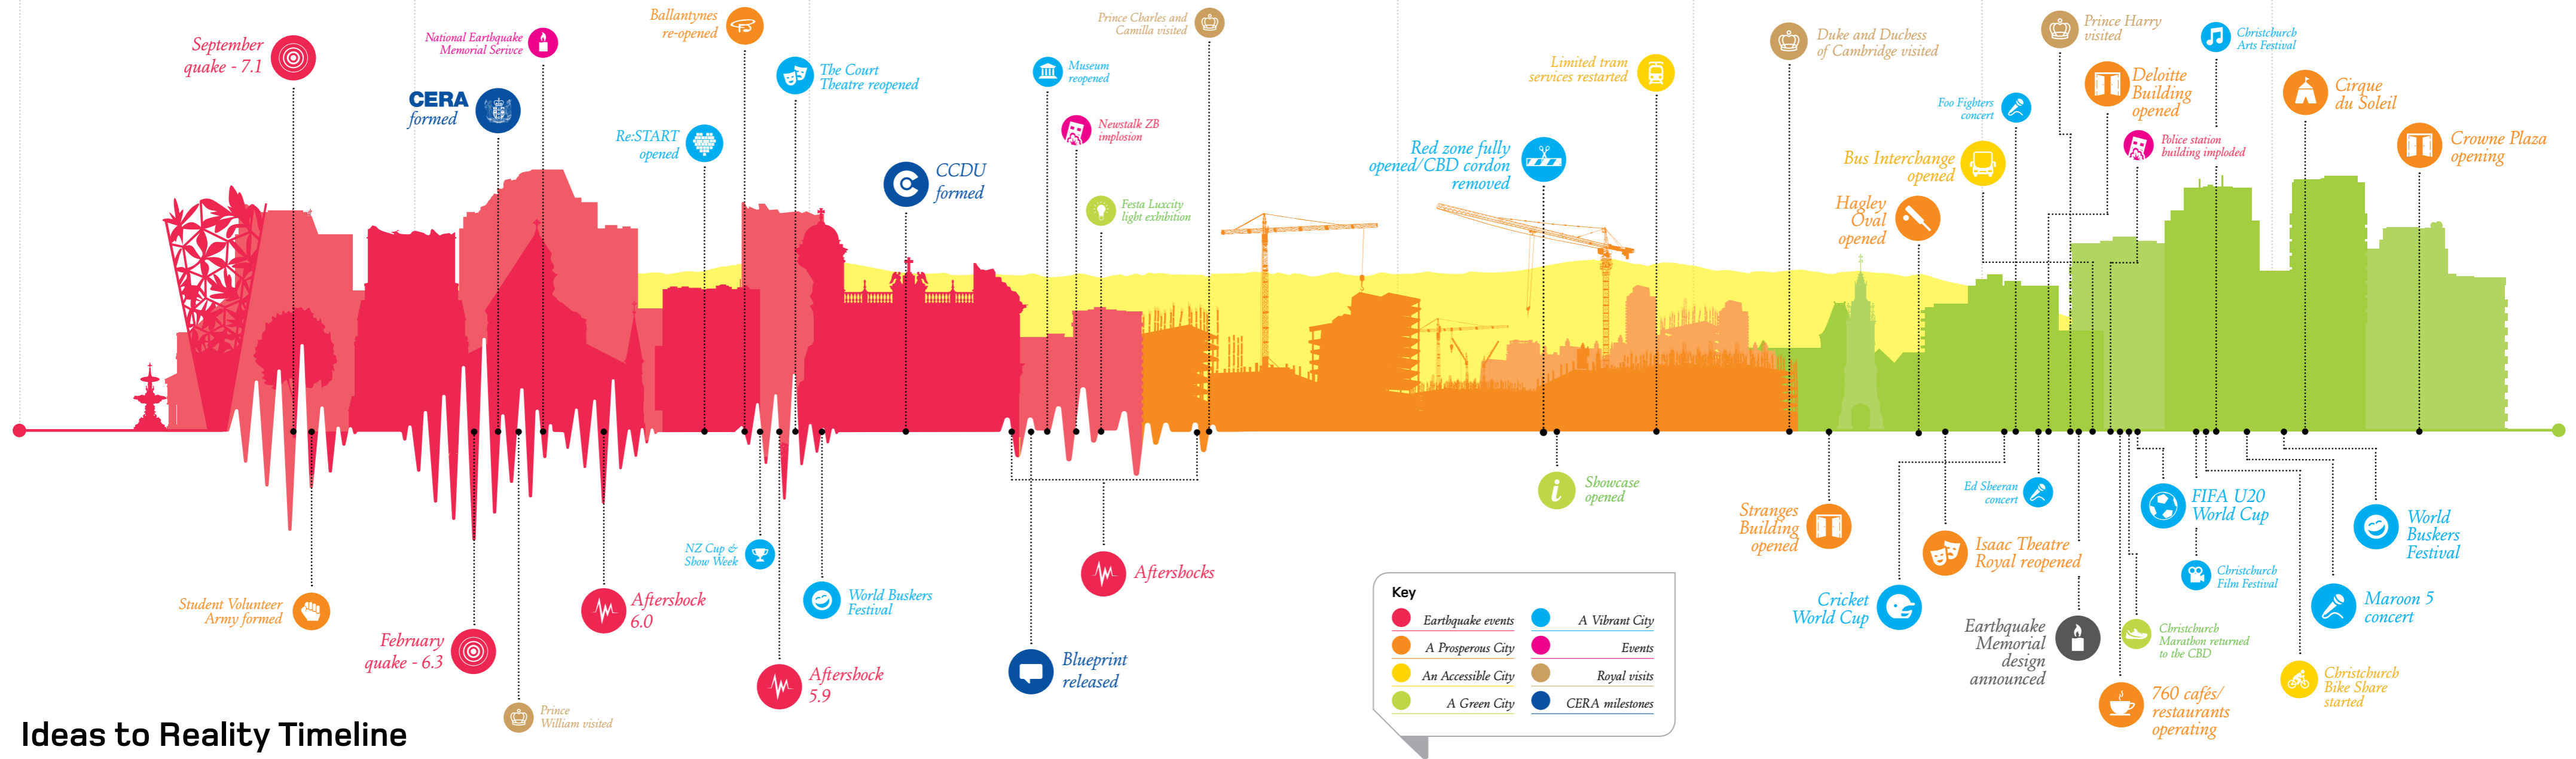 September
quake - 7.1
CERA
formed
National Earthquake
Memorial Serivce
Ballantynes
re-opened
Re:START
opened
The Court
Theatre reopened
CCDU
formed
Museum
reopened
Newstalk ZB
implosion
Festa Luxcity
light exhibition
Prince Charles and
Camilla visited
Red zone fully
opened/CBD cordon
removed
Limited tram
services restarted
Duke and Duchess
of Cambridge visited
Hagley
Oval
opened
Bus Interchange
opened
Foo Fighters
concert
Prince Harry
visited
Deloitte
Building
opened
Police station
building imploded
Christchurch
Arts Festival
Cirque
du Soleil
Crowne Plaza
opening
Student Volunteer
Army formed
February
quake - 6.3
Prince
William visited
Aftershock
6.0
NZ Cup &
Show Week
Aftershock
5.9
World Buskers
Festival
Blueprint
released
Aftershocks
i
Showcase
opened
Stranges
Building
opened
Cricket
World Cup
Isaac Theatre
Royal reopened
Ed Sheeran
concert
Earthquake
Memorial
design
announced
760 cafés/
restaurants
operating
Christchurch
Marathon returned
to the CBD
FIFA U20
World Cup
Christchurch
Film Festival
Christchurch
Bike Share
started
Maroon 5
concert
World
Buskers
Festival
Key
Earthquake events
A Prosperous City
An Accessible City
A Green City
A Vibrant City
Events
Royal visits
CERA milestones
Ideas to Reality Timeline